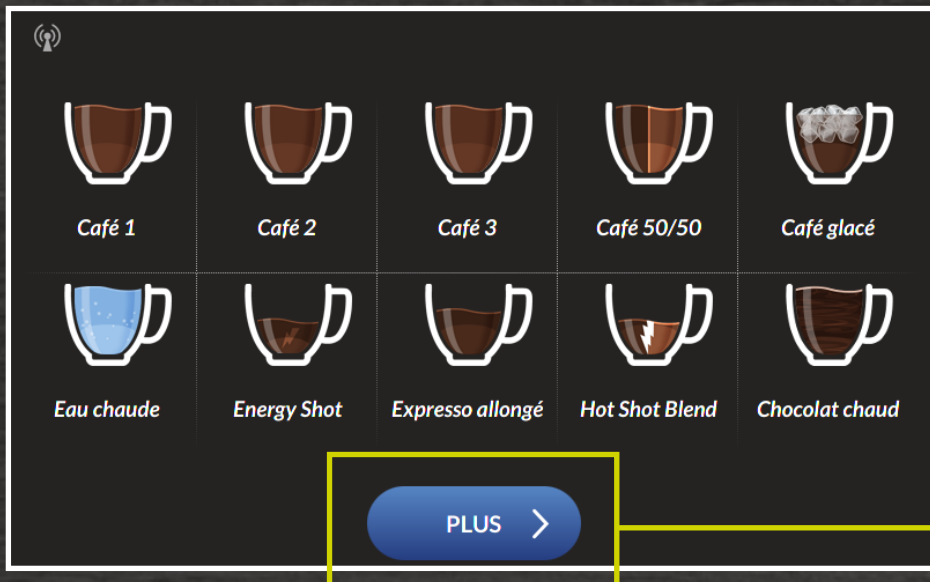 Café 1
Café 2
Café 3
Café 50/50
Café glacé
Eau chaude
Energy Shot
Expresso allongé
Hot Shot Blend
Chocolat chaud
PLUS